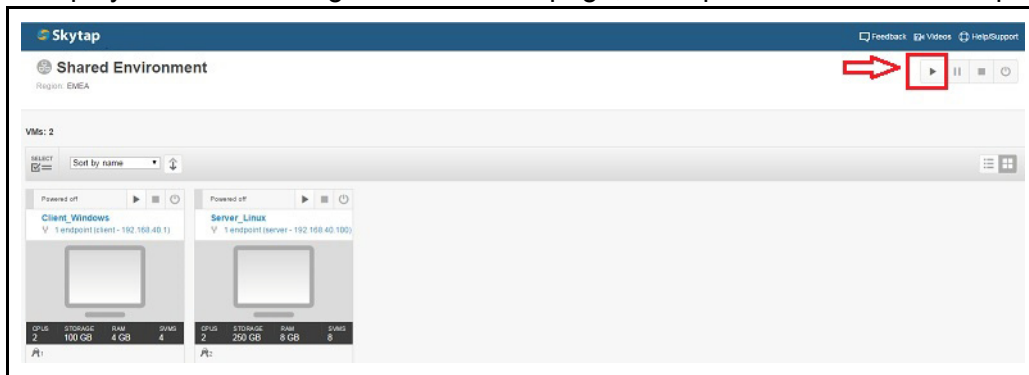 Skytap
Feedback Videos Help/Support
Shared Environment
Region: EMEA
VMs: 2
SELECT
Sort by name
Powered off
Client_Windows
1 endpoint (client - 192.168.40.1)
CPUS STORAGE RAM SVMS
2 100 GB 4 GB 4
1
Powered off
Server_Linux
1 endpoint (server - 192.168.40.100)
CPUS STORAGE RAM SVMS
2 250 GB 8 GB 8
2